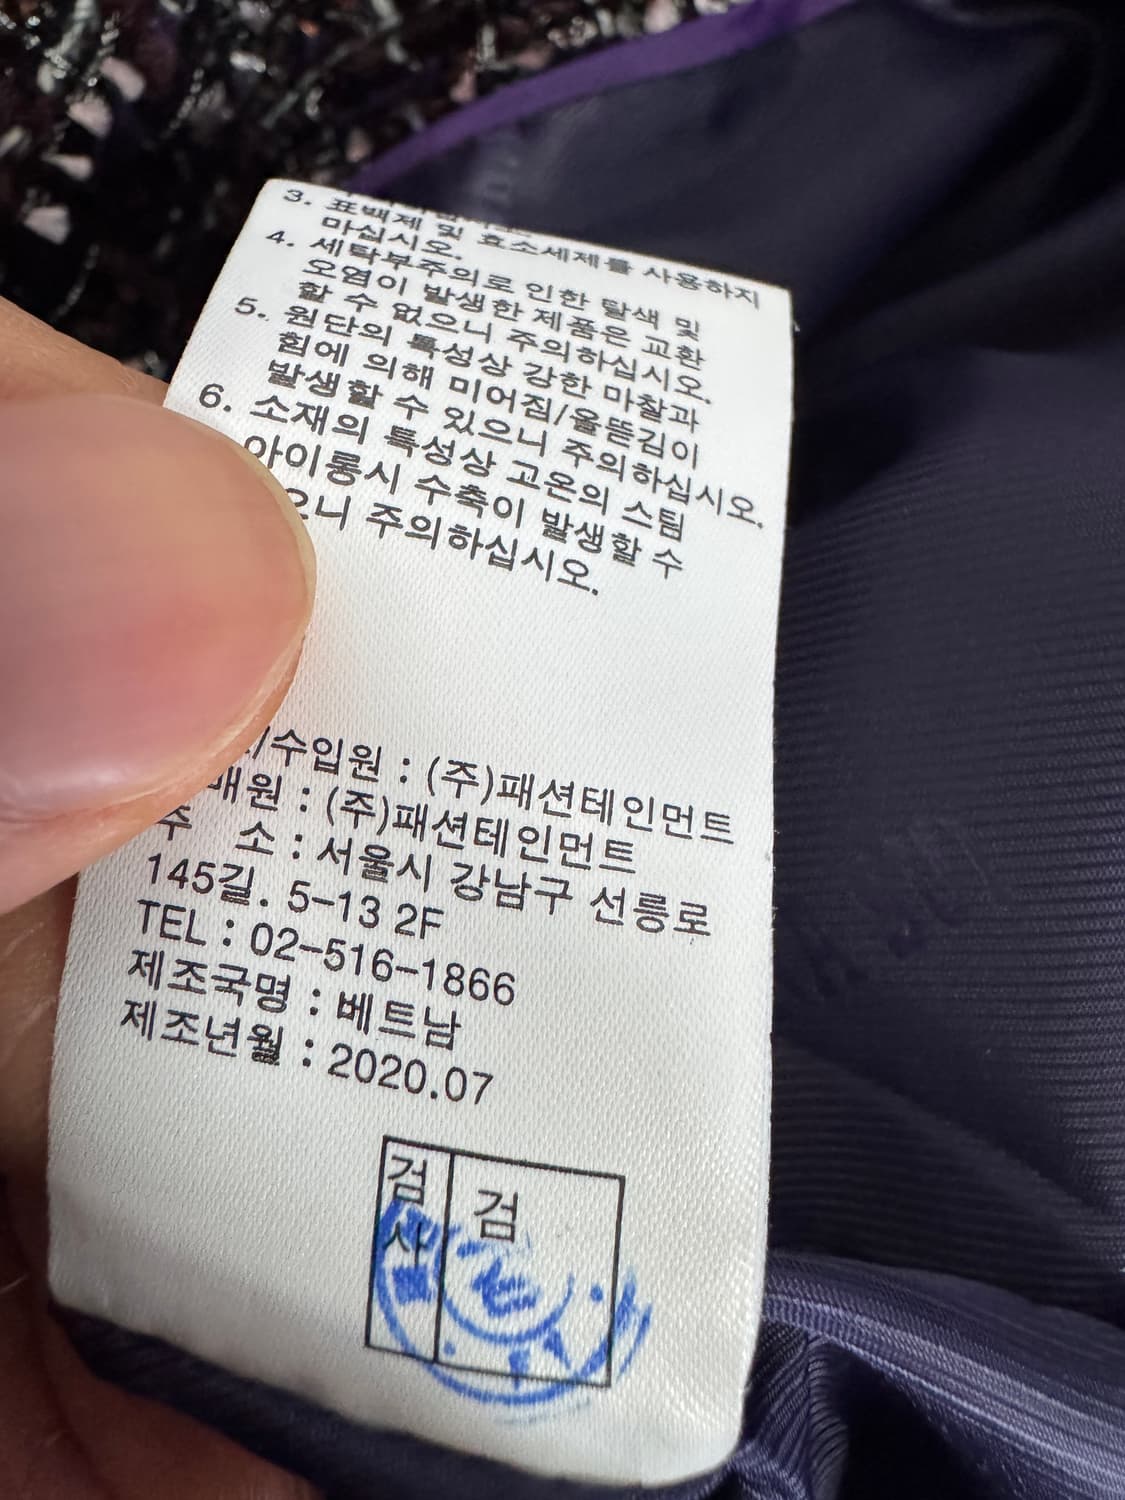 3. 표백제 및 효소세제를 사용하지
마십시오.
4. 세탁부주의로 인한 탈색 및
오염이 발생한 제품은 교환
할 수 없으니 주의하십시오.
5. 원단의 특성상 강한 마찰과
힘에 의해 미어짐/올뜯김이
발생할 수 있으니 주의하십시오.
6. 소재의 특성상 고온의 스팀
아이롱시 수축이 발생할 수
으니 주의하십시오.
/수입원 : (주)패션테인먼트
매원 : (주)패션테인먼트
주 소 : 서울시 강남구 선릉로
145길. 5-13 2F
TEL : 02-516-1866
제조국명 : 베트남
제조년월 : 2020.07
검사
검